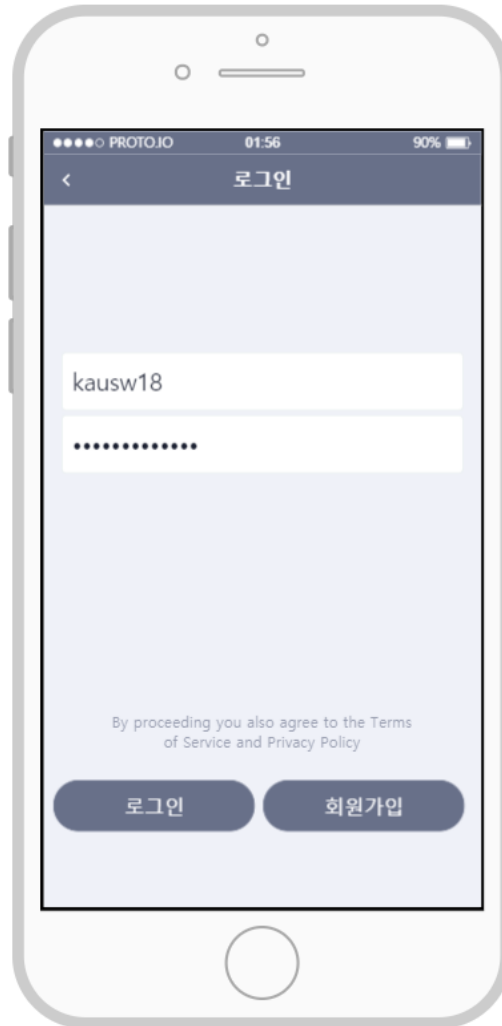 PROTO.IO 01:56 90%
로그인
kausw18
•••••••••••••
By proceeding you also agree to the Terms
of Service and Privacy Policy
로그인 회원가입